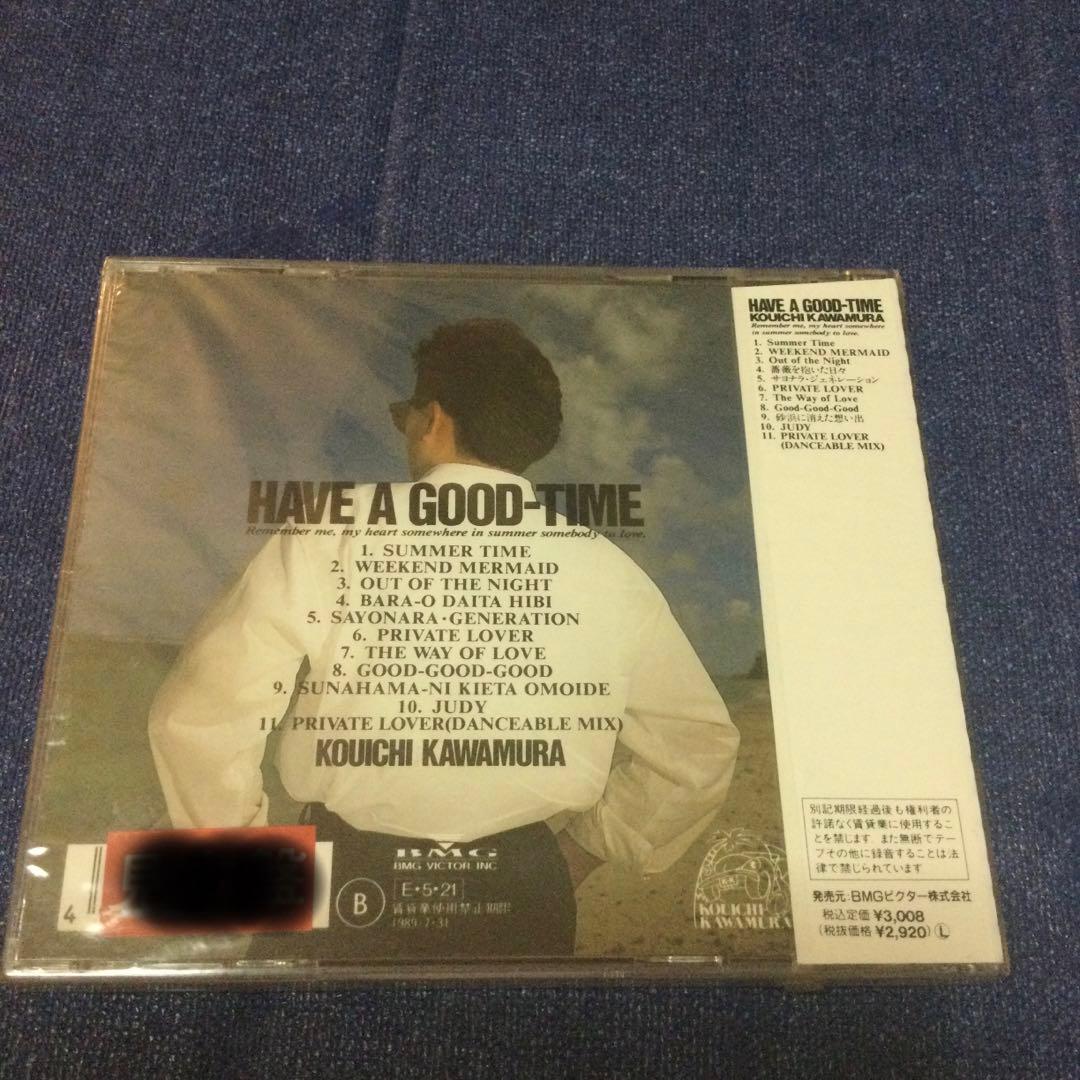 HAVE A GOOD-TIME
Remember me, my heart somewhere in summer somebody to love.
1. SUMMER TIME
2. WEEKEND MERMAID
3. OUT OF THE NIGHT
4. BARA-O DAITA HIBI
5. SAYONARA・GENERATION
6. PRIVATE LOVER
7. THE WAY OF LOVE
8. GOOD-GOOD-GOOD
9. SUNAHAMA-NI KIETA OMOIDE
10. JUDY
11. PRIVATE LOVER(DANCEABLE MIX)
KOUICHI KAWAMURA
4
BMG
BMG VICTOR INC.
B
E・5・21
賃貸業使用禁止期限
1989・7・31
KOUICHI
KAWAMURA
HAVE A GOOD-TIME
KOUICHI KAWAMURA
Remember me, my heart somewhere
in summer somebody to love.
1. Summer Time
2. WEEKEND MERMAID
3. Out of the Night
4. 薔薇を抱いた日々
5. サヨナラ・ジェネレーション
6. PRIVATE LOVER
7. The Way of Love
8. Good-Good-Good
9. 砂浜に消えた想い出
10. JUDY
11. PRIVATE LOVER
(DANCEABLE MIX)
別記期限経過後も権利者の
許諾なく賃貸業に使用するこ
とを禁じます。また無断でテー
プその他に録音することは法
律で禁じられています
発売元:BMGビクター株式会社
税込定価 ¥3,008
(税抜価格 ¥2,920) Ⓛ